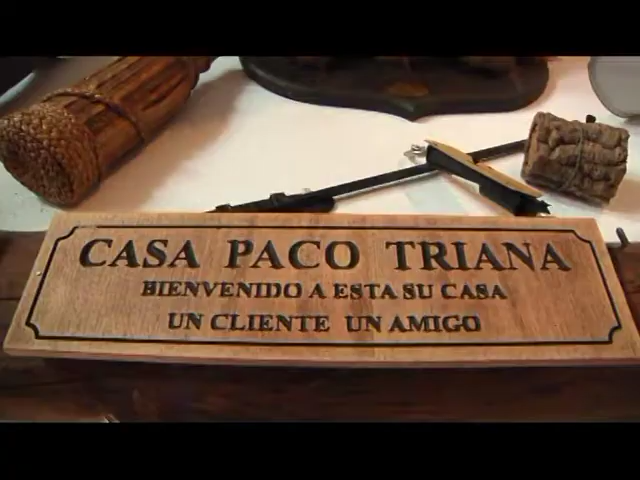 CASA PACO TRIANA
BIENVENIDO A ESTA SU CASA
UN CLIENTE UN AMIGO